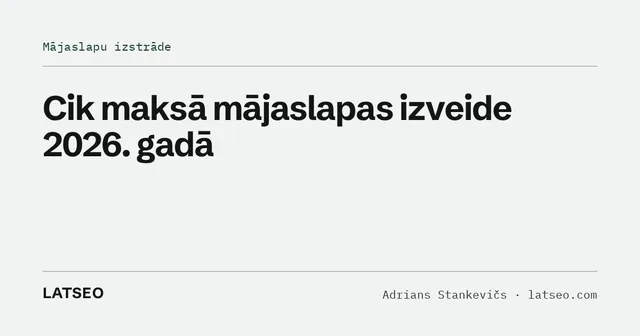 Mājaslapu izstrāde
Cik maksā mājaslapas izveide
2026. gadā
LATSEO
Adrians Stankevičs · latseo.com